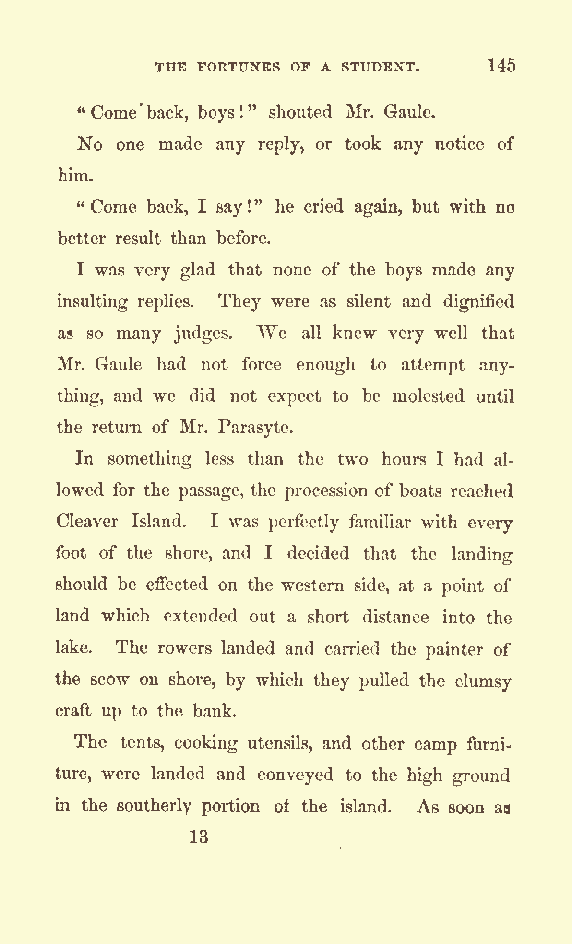 THE FORTUNES OF A STUDENT. 145
"Come back, boys!" shouted Mr. Gaule.
No one made any reply, or took any notice of
him.
"Come back, I say!" he cried again, but with no
better result than before.
I was very glad that none of the boys made any
insulting replies. They were as silent and dignified
as so many judges. We all knew very well that
Mr. Gaule had not force enough to attempt any-
thing, and we did not expect to be molested until
the return of Mr. Parasyte.
In something less than the two hours I had al-
lowed for the passage, the procession of boats reached
Cleaver Island. I was perfectly familiar with every
foot of the shore, and I decided that the landing
should be effected on the western side, at a point of
land which extended out a short distance into the
lake. The rowers landed and carried the painter of
the scow on shore, by which they pulled the clumsy
craft up to the bank.
The tents, cooking utensils, and other camp furni-
ture, were landed and conveyed to the high ground
in the southerly portion of the island. As soon as
13